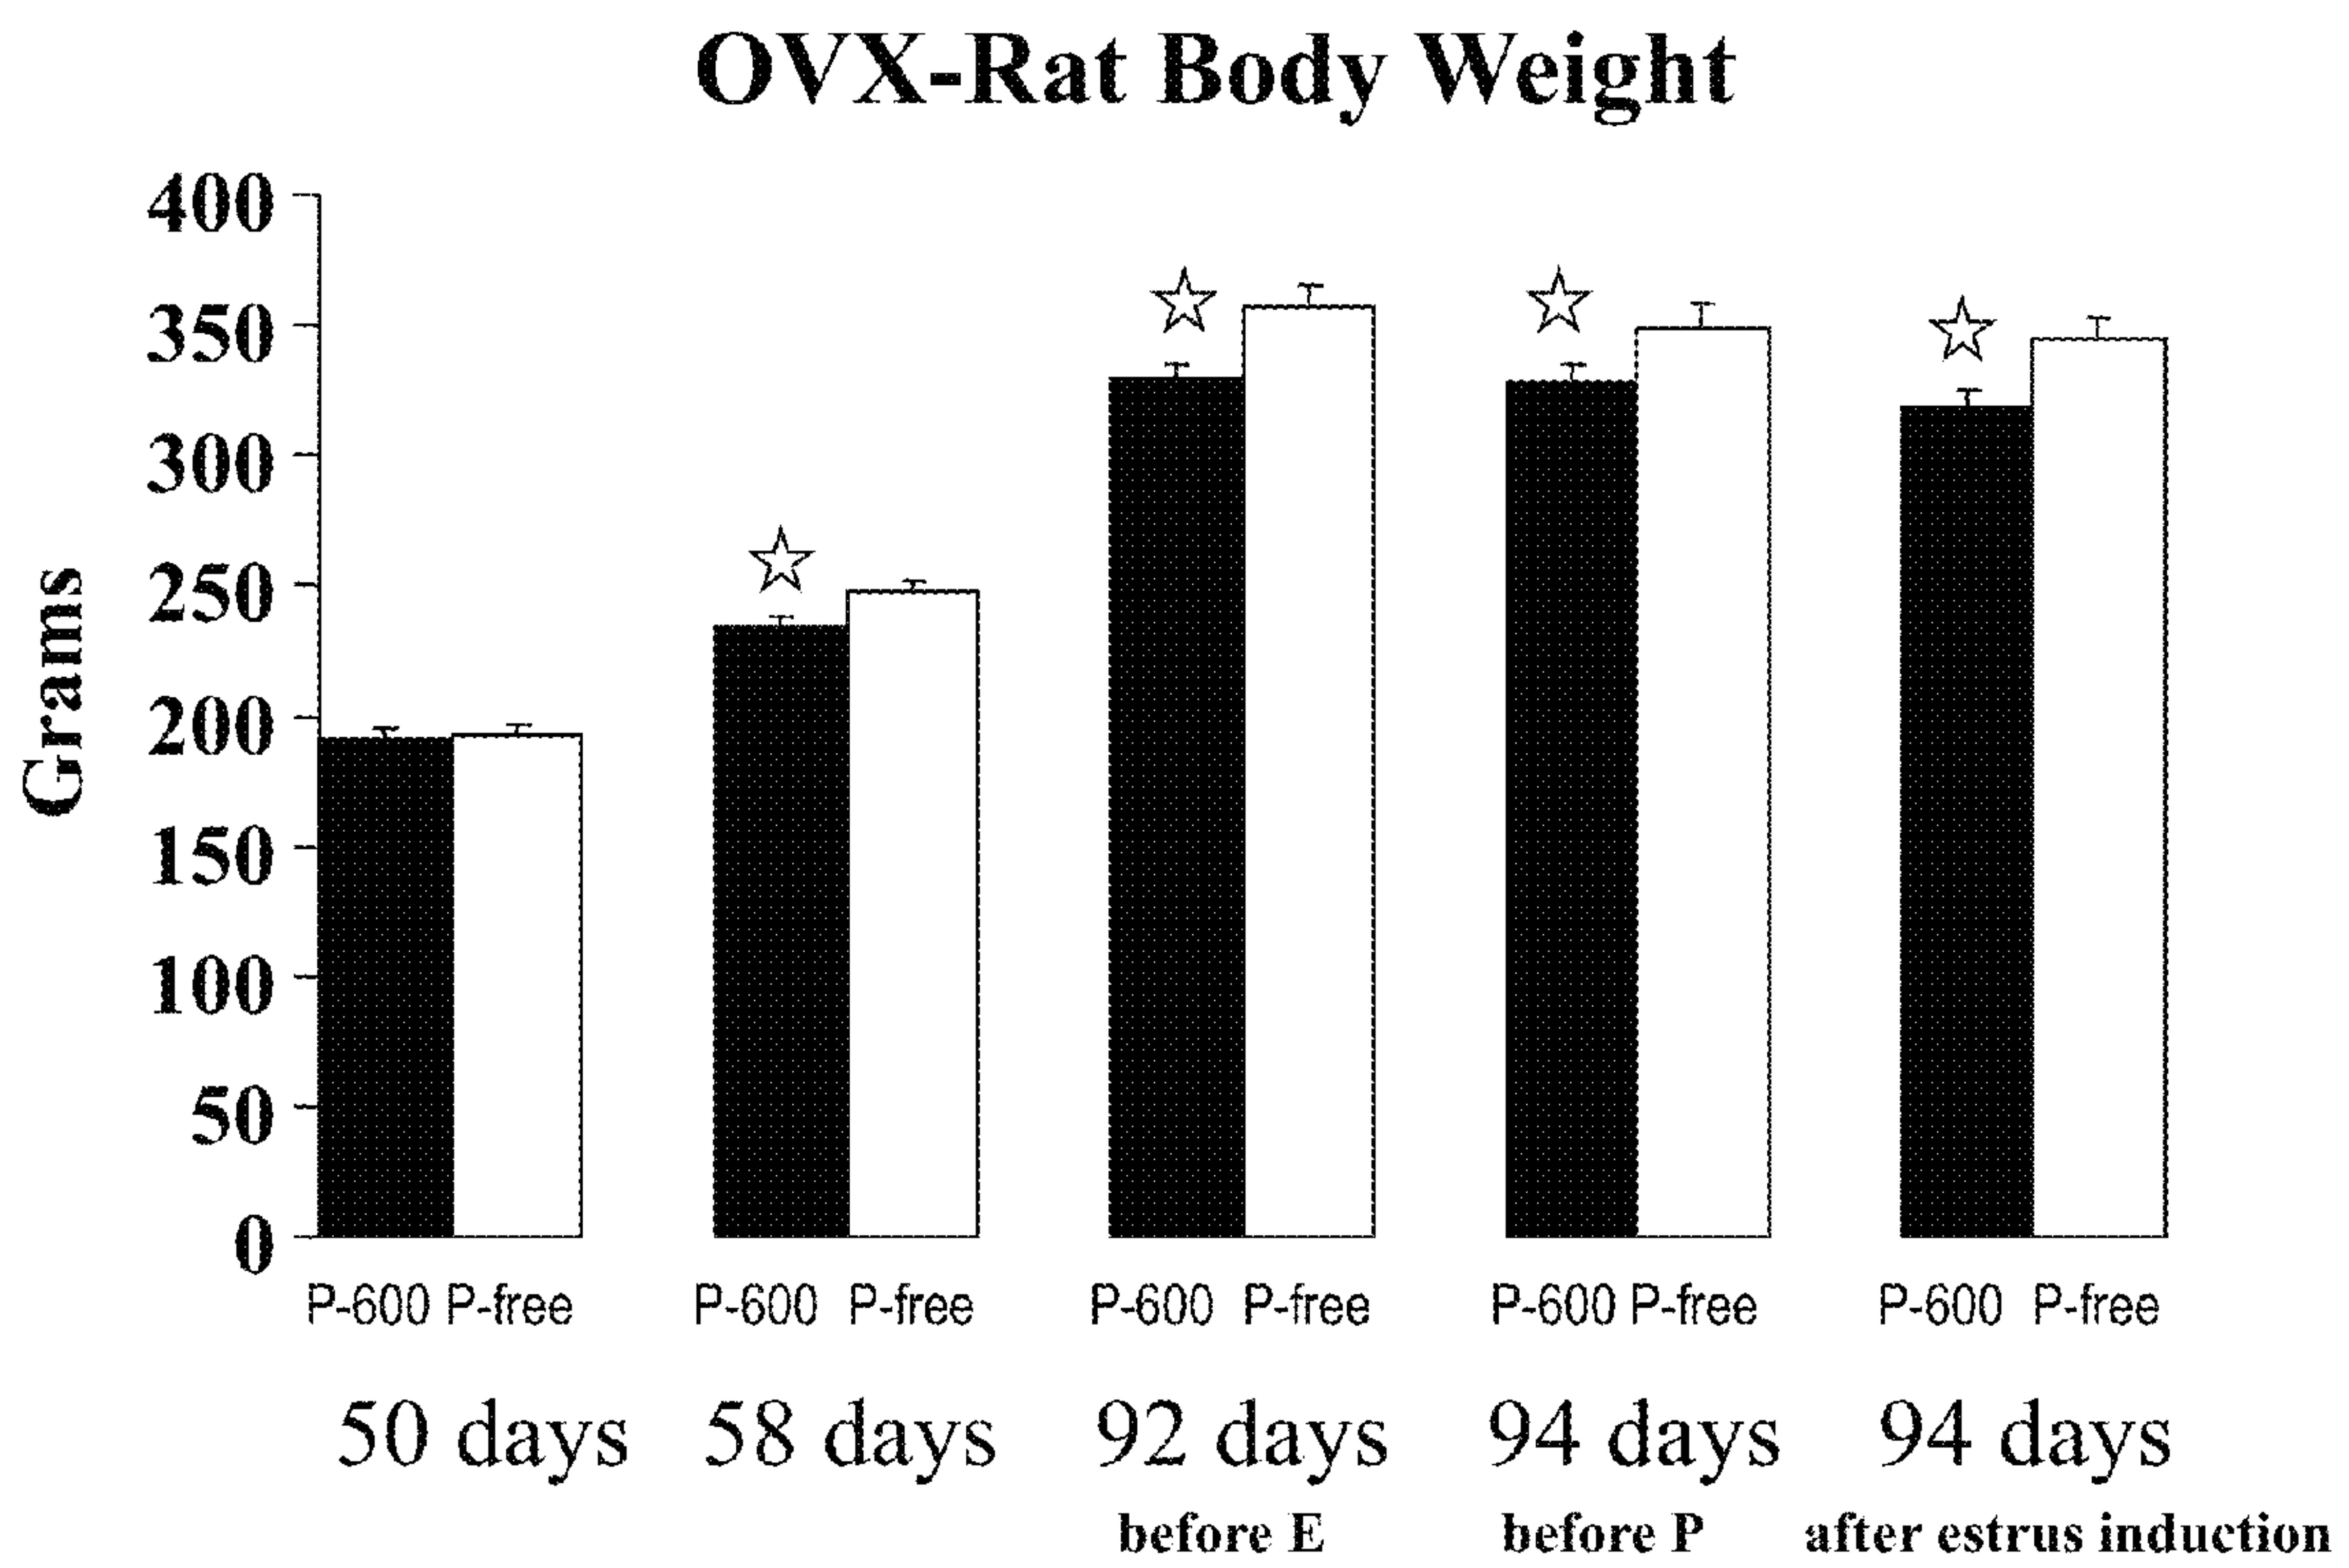 OVX-Rat Body Weight
400
350
300
250
200
150
100
50
0
Grams
P-600 P-free P-600 P-free P-600 P-free P-600 P-free P-600 P-free
50 days 58 days 92 days 94 days 94 days
before E before P after estrus induction